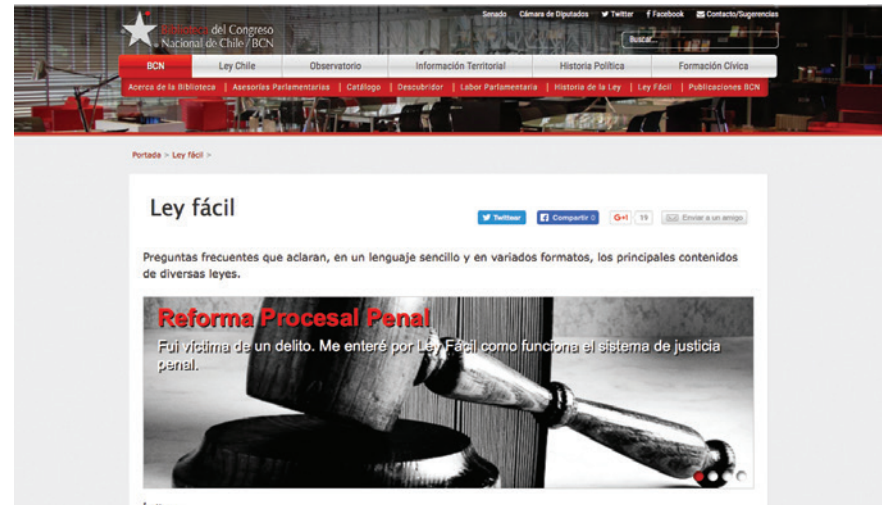 Senado Cámara de Diputados Twitter Facebook Contacto/Sugerencias
Biblioteca del Congreso
Nacional de Chile / BCN
Buscar...
BCN Ley Chile Observatorio Información Territorial Historia Política Formación Cívica
Acerca de la Biblioteca | Asesorías Parlamentarias | Catálogo | Descubridor | Labor Parlamentaria | Historia de la Ley | Ley Fácil | Publicaciones BCN
Portada > Ley fácil >
Ley fácil
Twittear Compartir 0 G+1 19 Enviar a un amigo
Preguntas frecuentes que aclaran, en un lenguaje sencillo y en variados formatos, los principales contenidos
de diversas leyes.
Reforma Procesal Penal
Fui víctima de un delito. Me enteré por Ley Fácil como funciona el sistema de justicia
penal.